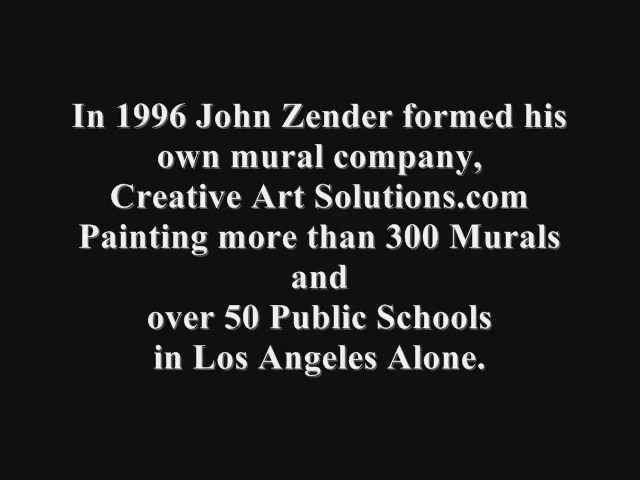 In 1996 John Zender formed his
own mural company,
Creative Art Solutions.com
Painting more than 300 Murals
and
over 50 Public Schools
in Los Angeles Alone.